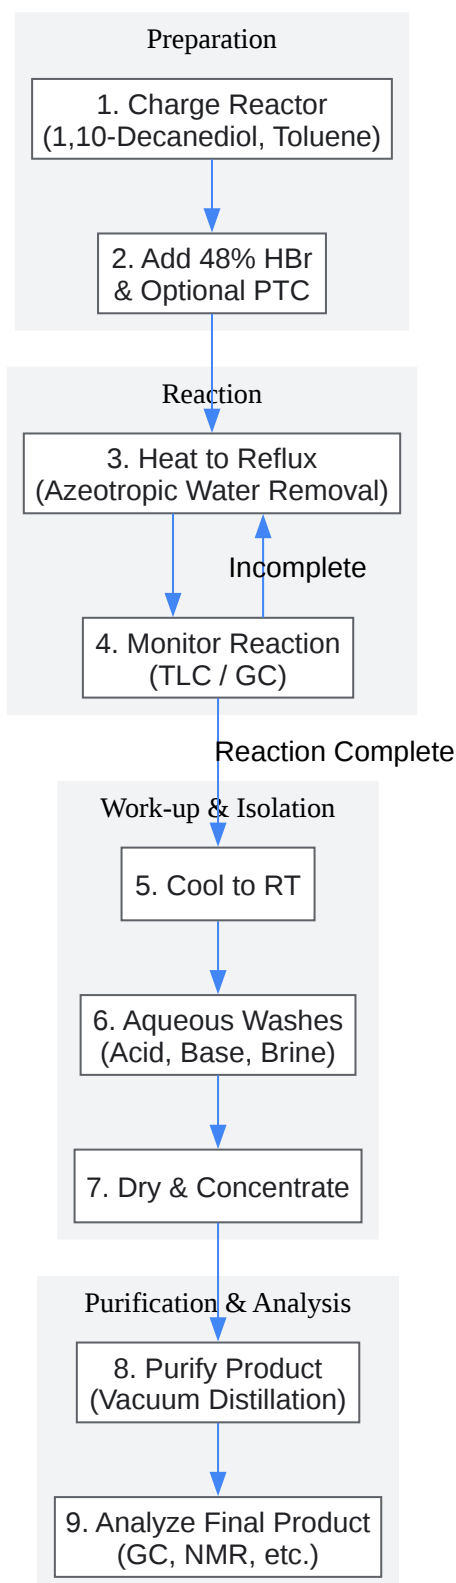 Preparation
1. Charge Reactor
(1,10-Decanediol, Toluene)
2. Add 48% HBr
& Optional PTC
Reaction
3. Heat to Reflux
(Azeotropic Water Removal)
Incomplete
4. Monitor Reaction
(TLC / GC)
Reaction Complete
Work-up & Isolation
5. Cool to RT
6. Aqueous Washes
(Acid, Base, Brine)
7. Dry & Concentrate
Purification & Analysis
8. Purify Product
(Vacuum Distillation)
9. Analyze Final Product
(GC, NMR, etc.)